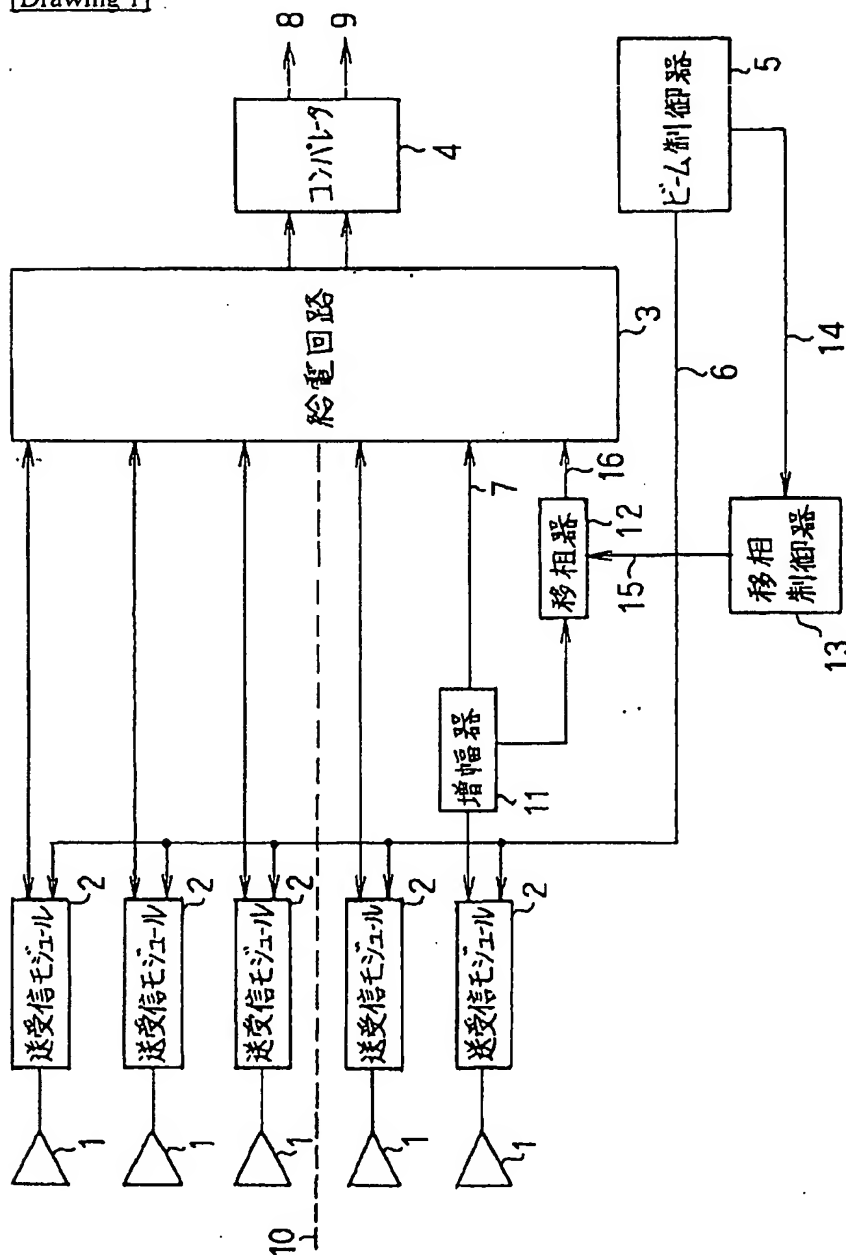 [Drawing 1]
8
9
コンパレータ
4
ビーム制御器
5
給電回路
3
6
14
7
16
移相器
12
15
移相
制御器
13
増幅器
11
送受信モジュール
2
送受信モジュール
2
送受信モジュール
2
送受信モジュール
2
送受信モジュール
2
1
1
1
1
1
10